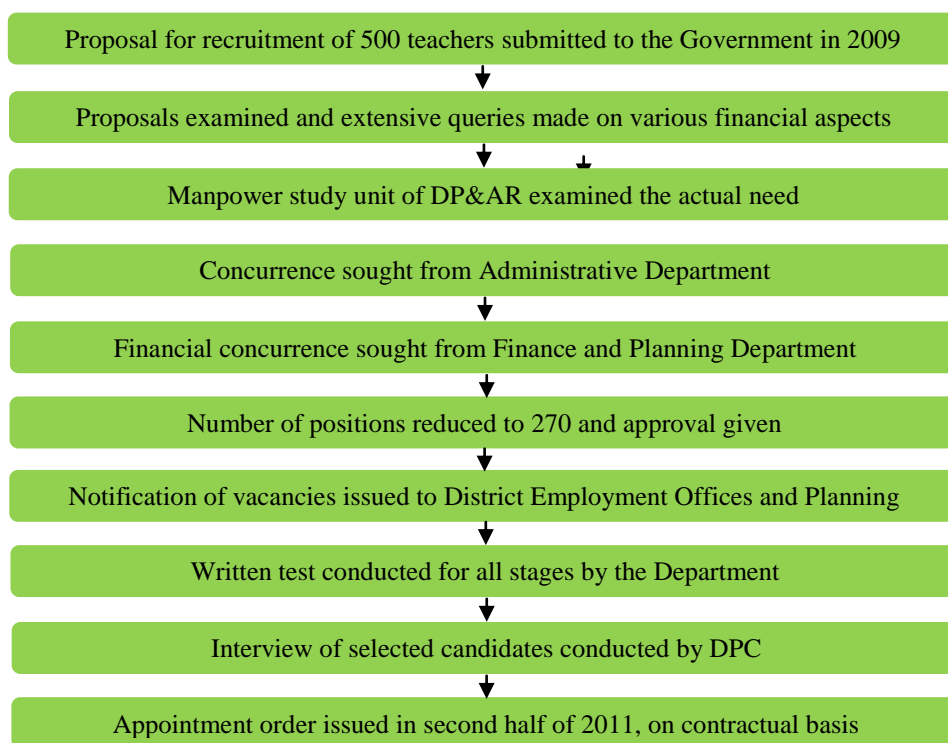 Proposal for recruitment of 500 teachers submitted to the Government in 2009
Proposals examined and extensive queries made on various financial aspects
Manpower study unit of DP&AR examined the actual need
Concurrence sought from Administrative Department
Financial concurrence sought from Finance and Planning Department
Number of positions reduced to 270 and approval given
Notification of vacancies issued to District Employment Offices and Planning
Written test conducted for all stages by the Department
Interview of selected candidates conducted by DPC
Appointment order issued in second half of 2011, on contractual basis